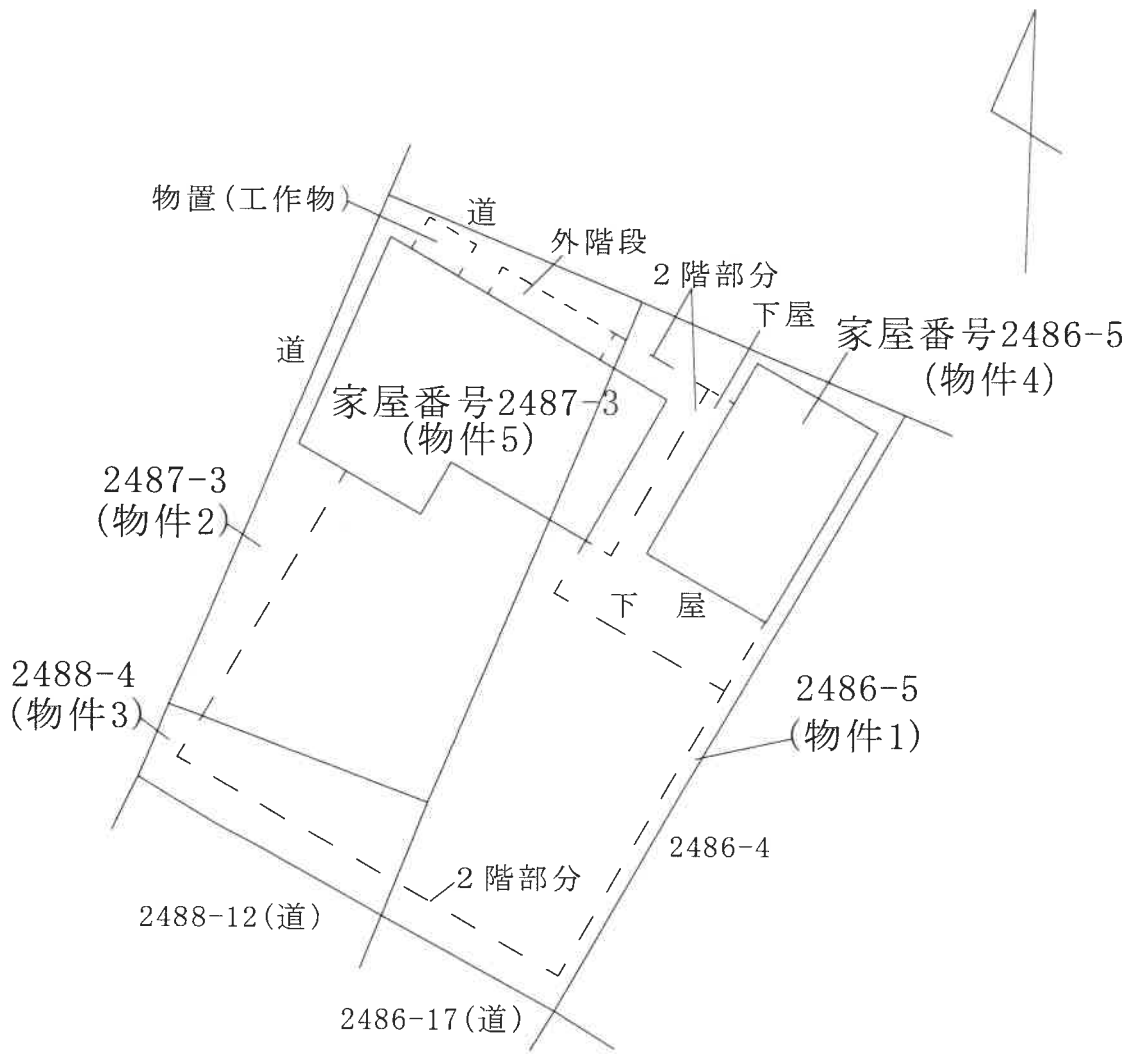 物置(工作物)
道
外階段
２階部分
下屋
家屋番号2486-5
(物件4)
道
家屋番号2487-3
(物件5)
2487-3
(物件2)
下 屋
2488-4
(物件3)
2486-5
(物件1)
2486-4
２階部分
2488-12(道)
2486-17(道)